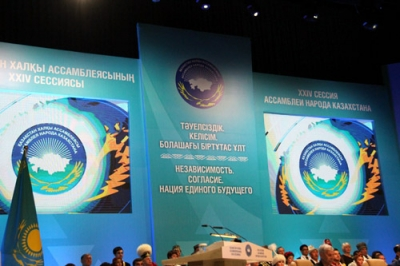 ҚАЗАҚСТАН ХАЛҚЫ АССАМБЛЕЯСЫНЫҢ
XXIV СЕССИЯСЫ
ТӘУЕЛСІЗДІК.
КЕЛІСІМ.
БОЛАШАҒЫ БІРТҰТАС ҰЛТ
НЕЗАВИСИМОСТЬ.
СОГЛАСИЕ.
НАЦИЯ ЕДИНОГО БУДУЩЕГО
XXIV СЕССИЯ
АССАМБЛЕИ НАРОДА КАЗАХСТАНА